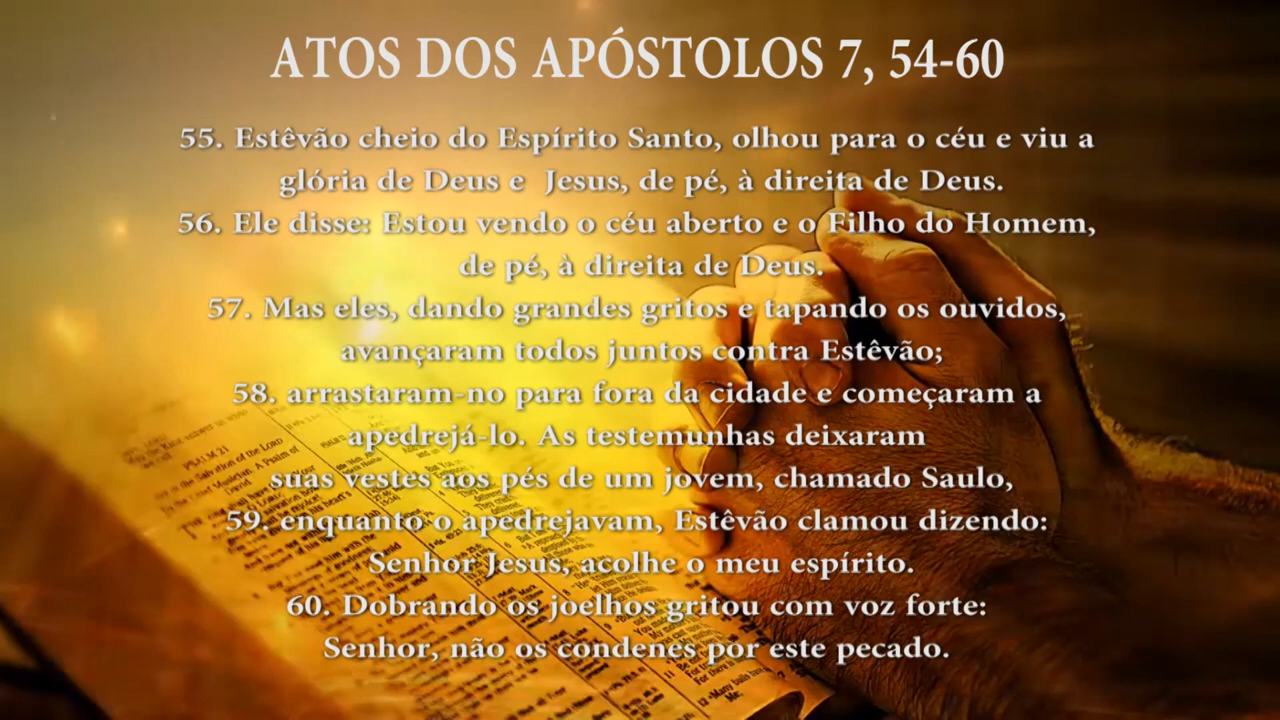 ATOS DOS APÓSTOLOS 7, 54-60
55. Estêvão cheio do Espírito Santo, olhou para o céu e viu a
glória de Deus e Jesus, de pé, à direita de Deus.
56. Ele disse: Estou vendo o céu aberto e o Filho do Homem,
de pé, à direita de Deus.
57. Mas eles, dando grandes gritos e tapando os ouvidos,
avançaram todos juntos contra Estêvão;
58. arrastaram-no para fora da cidade e começaram a
apedrejá-lo. As testemunhas deixaram
suas vestes aos pés de um jovem, chamado Saulo,
59. enquanto o apedrejavam, Estêvão clamou dizendo:
Senhor Jesus, acolhe o meu espírito.
60. Dobrando os joelhos gritou com voz forte:
Senhor, não os condenes por este pecado.
PSALM 21